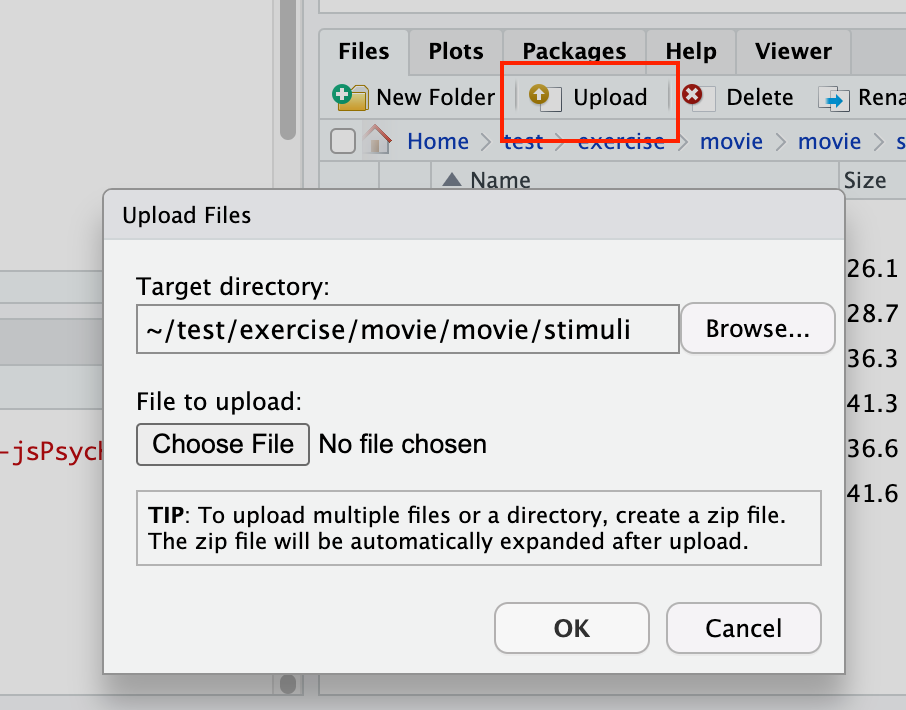 Files Plots Packages Help Viewer
New Folder Upload Delete Rena
Home test exercise movie movie s
Name Size
Upload Files
Target directory:
~/test/exercise/movie/movie/stimuli Browse...
File to upload:
Choose File No file chosen
TIP: To upload multiple files or a directory, create a zip file.
The zip file will be automatically expanded after upload.
OK Cancel
26.1
28.7
36.3
41.3
36.6
41.6
-jsPsych